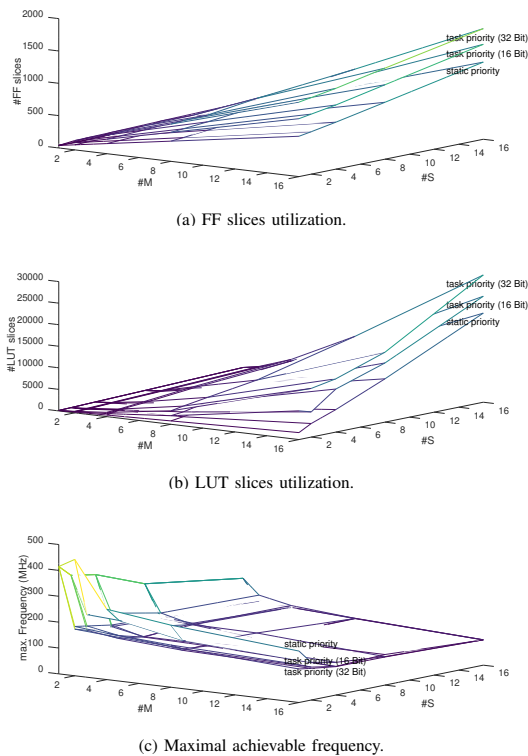 2000
1500
1000
500
0
#FF slices
task priority (32 Bit)
task priority (16 Bit)
static priority
2 4 6 8 10 12 14 16
#M
2 4 6 8 10 12 14 16
#S
(a) FF slices utilization.
30000
25000
20000
15000
10000
5000
0
#LUT slices
task priority (32 Bit)
task priority (16 Bit)
static priority
2 4 6 8 10 12 14 16
#M
2 4 6 8 10 12 14 16
#S
(b) LUT slices utilization.
500
400
300
200
100
0
max. Frequency (MHz)
static priority
task priority (16 Bit)
task priority (32 Bit)
2 4 6 8 10 12 14 16
#M
2 4 6 8 10 12 14 16
#S
(c) Maximal achievable frequency.